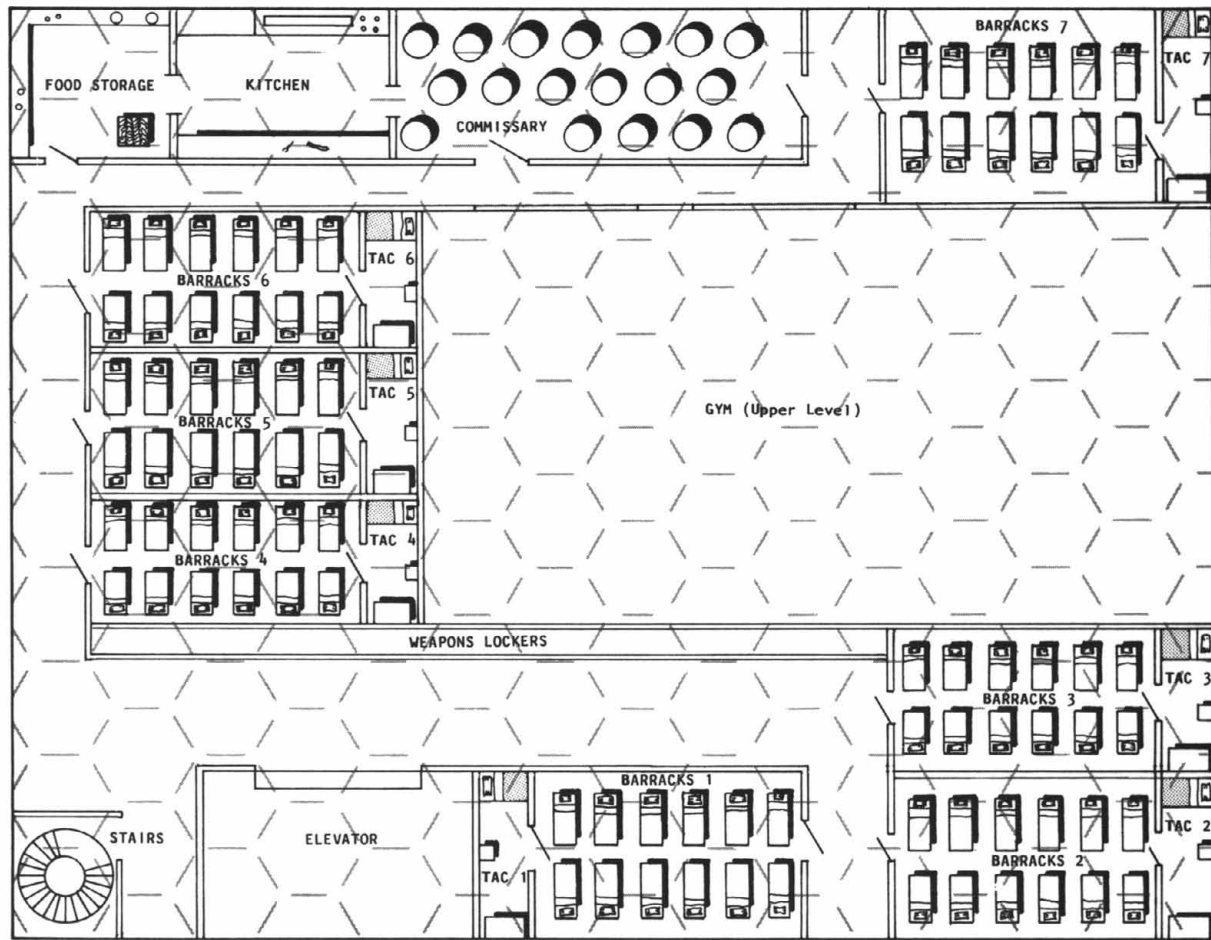 BARRACKS 7
TAC 7
FOOD STORAGE
KITCHEN
COMMISSARY
TAC 6
BARRACKS 6
TAC 5
BARRACKS 5
GYM (Upper Level)
TAC 4
BARRACKS 4
WEAPONS LOCKERS
TAC 3
BARRACKS 3
BARRACKS 1
STAIRS
ELEVATOR
TAC 2
BARRACKS 2
TAC 1